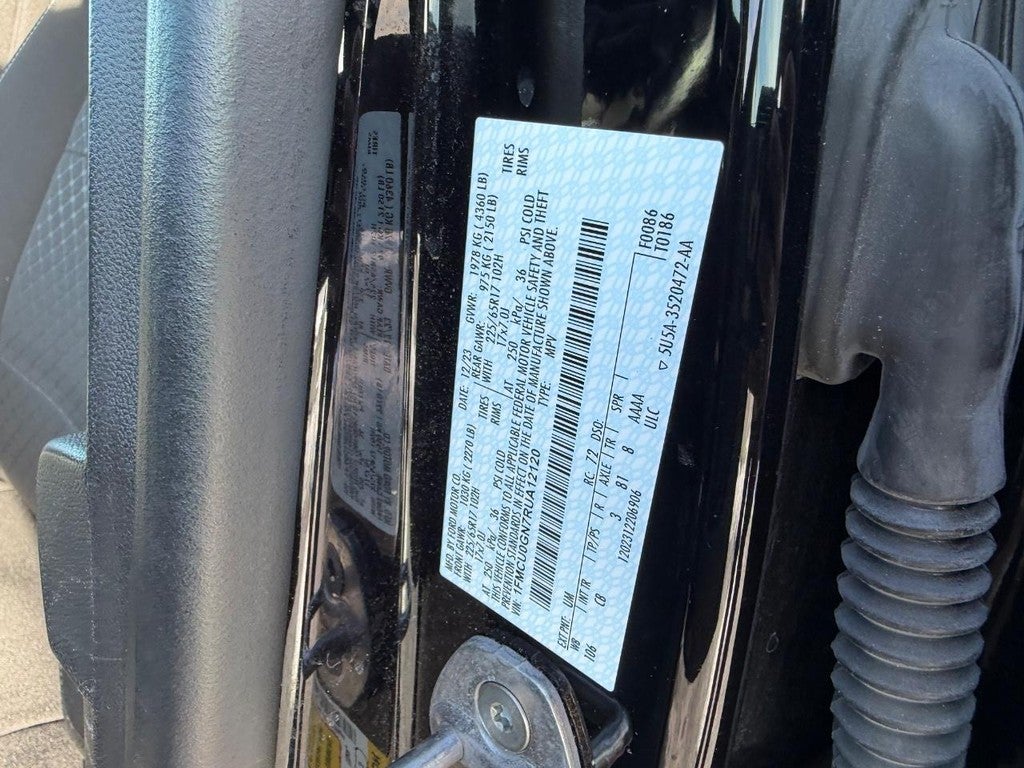 MFD. BY FORD MOTOR CO.
DATE: 12/23 GVWR: 1978 KG ( 4360 LB)
FRONT GAWR: 1030 KG ( 2270 LB) REAR GAWR: 975 KG ( 2150 LB)
WITH 225/65R17 102H TIRES WITH 225/65R17 102H TIRES
17x7.0J RIMS 17x7.0J RIMS
AT 250 kPa/ 36 PSI COLD AT 250 kPa/ 36 PSI COLD
THIS VEHICLE CONFORMS TO ALL APPLICABLE FEDERAL MOTOR VEHICLE SAFETY AND THEFT
PREVENTION STANDARDS IN EFFECT ON THE DATE OF MANUFACTURE SHOWN ABOVE.
VIN: 1FMCU0GN7RUA12120 TYPE: MPV
EXT PNT: UM RC: 72 DSO: F0086
WB INT TR TP/PS R AXLE TR SPR T0186
106 CB 3 81 8 AAAA
1202312206906 ULC
5U5A-3520472-AA